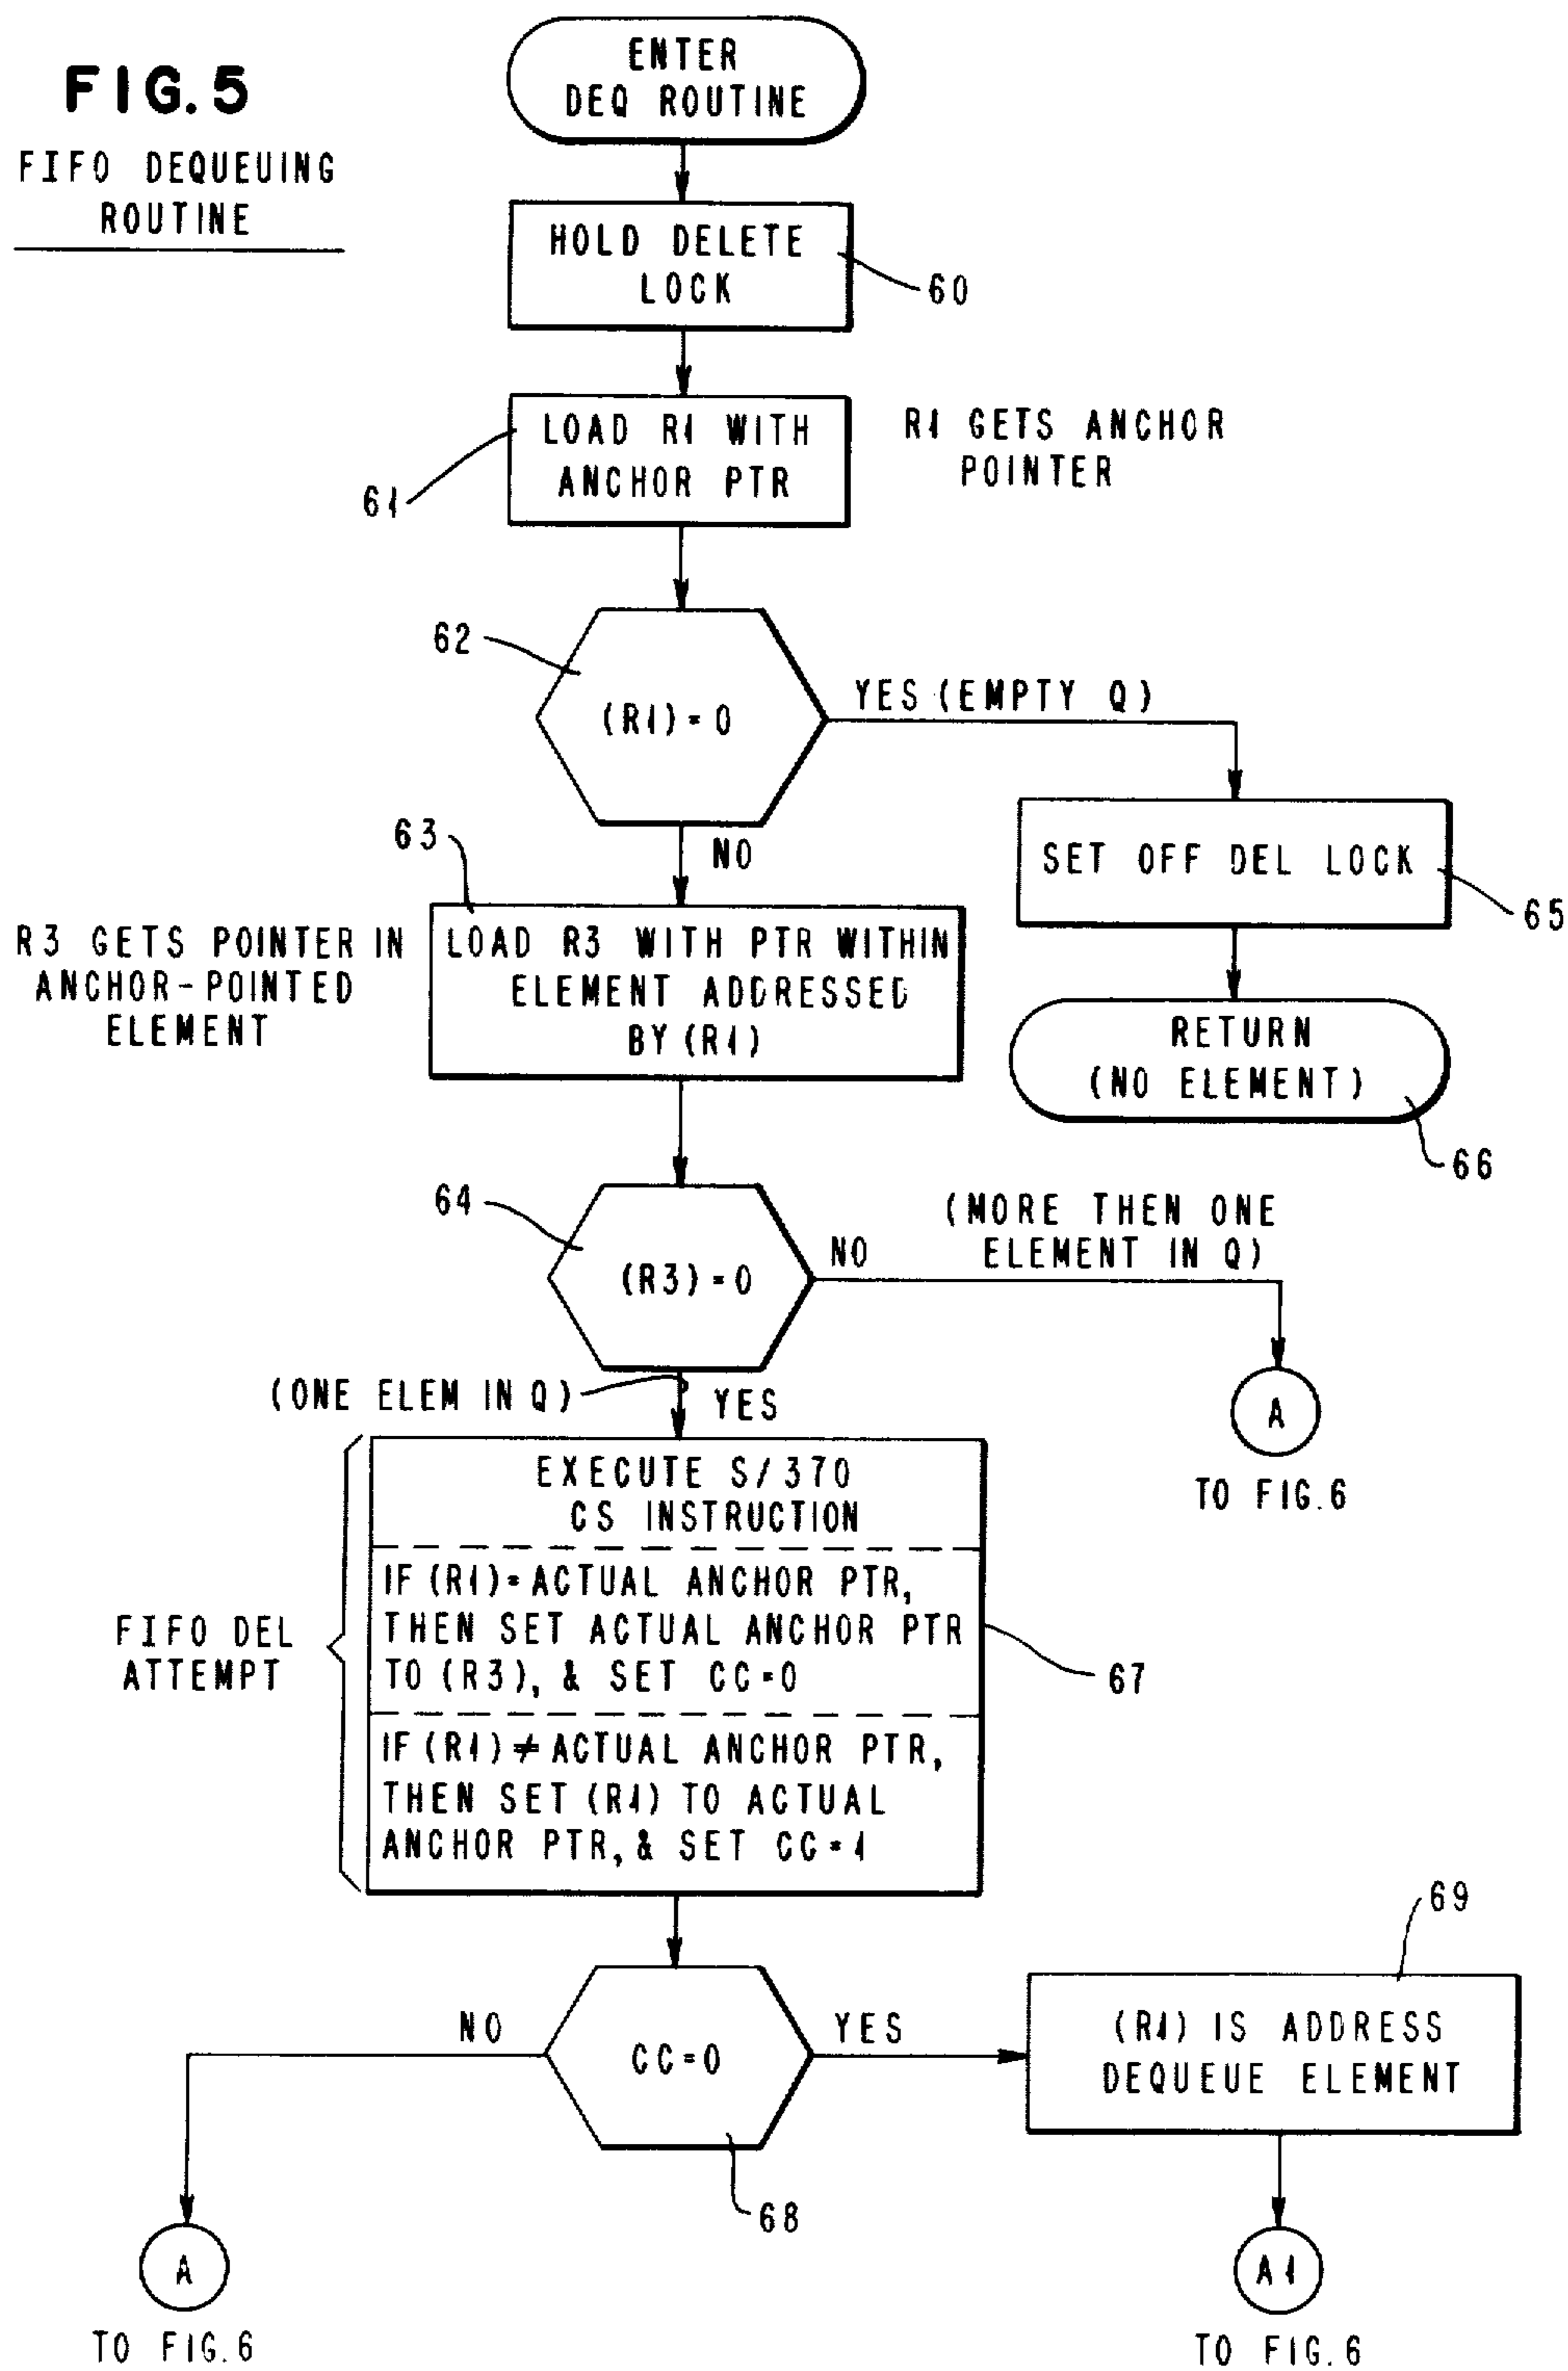 FIG. 5
FIFO DEQUEUING
ROUTINE
ENTER
DEQ ROUTINE
HOLD DELETE
LOCK
60
LOAD R1 WITH
ANCHOR PTR
61
R1 GETS ANCHOR
POINTER
62
(R1)=0
YES (EMPTY Q)
NO
SET OFF DEL LOCK
65
RETURN
(NO ELEMENT)
66
63
R3 GETS POINTER IN
ANCHOR-POINTED
ELEMENT
LOAD R3 WITH PTR WITHIN
ELEMENT ADDRESSED
BY (R1)
64
(R3)=0
NO
(MORE THEN ONE
ELEMENT IN Q)
A
TO FIG.6
(ONE ELEM IN Q)
YES
FIFO DEL
ATTEMPT
EXECUTE S/370
CS INSTRUCTION
IF (R1)=ACTUAL ANCHOR PTR,
THEN SET ACTUAL ANCHOR PTR
TO (R3), & SET CC=0
IF (R1)≠ACTUAL ANCHOR PTR,
THEN SET (R1) TO ACTUAL
ANCHOR PTR, & SET CC=1
67
CC=0
68
NO
YES
69
(R1) IS ADDRESS
DEQUEUE ELEMENT
A
TO FIG.6
A1
TO FIG.6